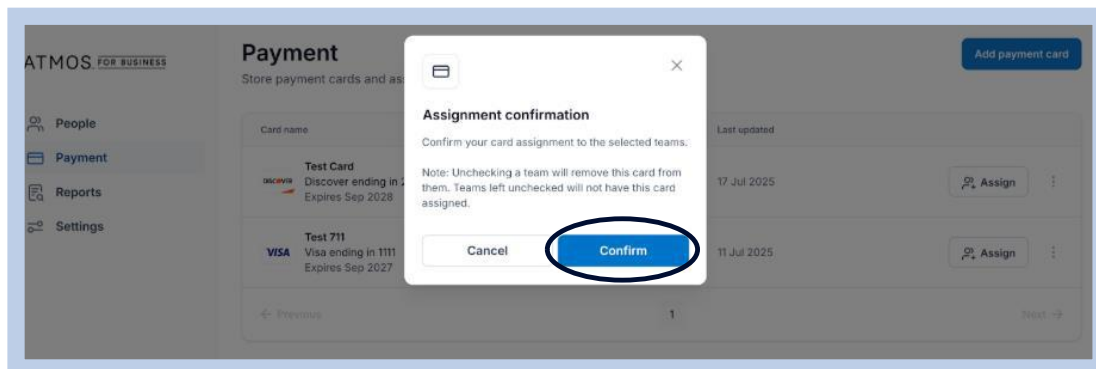 ATMOS FOR BUSINESS
People
Payment
Reports
Settings
Payment
Store payment cards and as
Add payment card
Card name
Last updated
DISCOVER
Test Card
Discover ending in 2
Expires Sep 2028
17 Jul 2025
Assign
VISA
Test 711
Visa ending in 1111
Expires Sep 2027
11 Jul 2025
Assign
← Previous
1
Next →
Assignment confirmation
Confirm your card assignment to the selected teams.
Note: Unchecking a team will remove this card from
them. Teams left unchecked will not have this card
assigned.
Cancel
Confirm